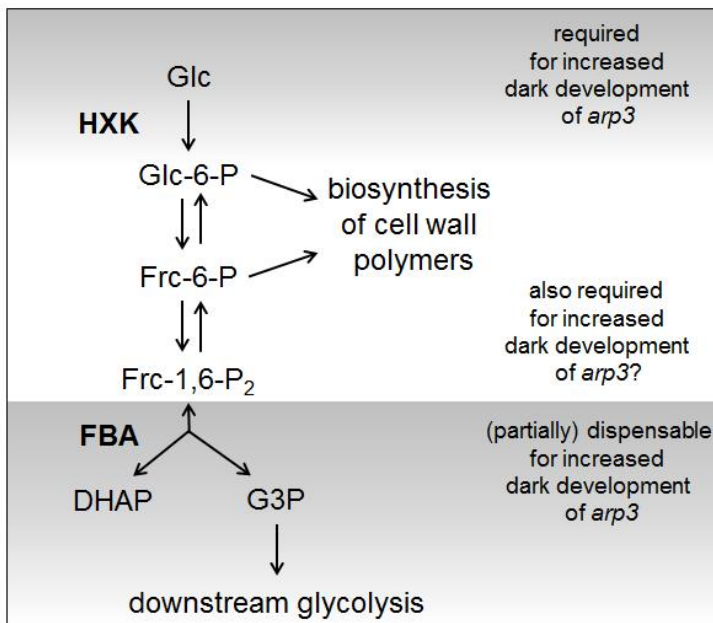 required
for increased
dark development
of arp3
Glc
HXK
Glc-6-P
biosynthesis
of cell wall
polymers
Frc-6-P
also required
for increased
dark development
of arp3?
Frc-1,6-P₂
FBA
(partially) dispensable
for increased
dark development
of arp3
DHAP
G3P
downstream glycolysis